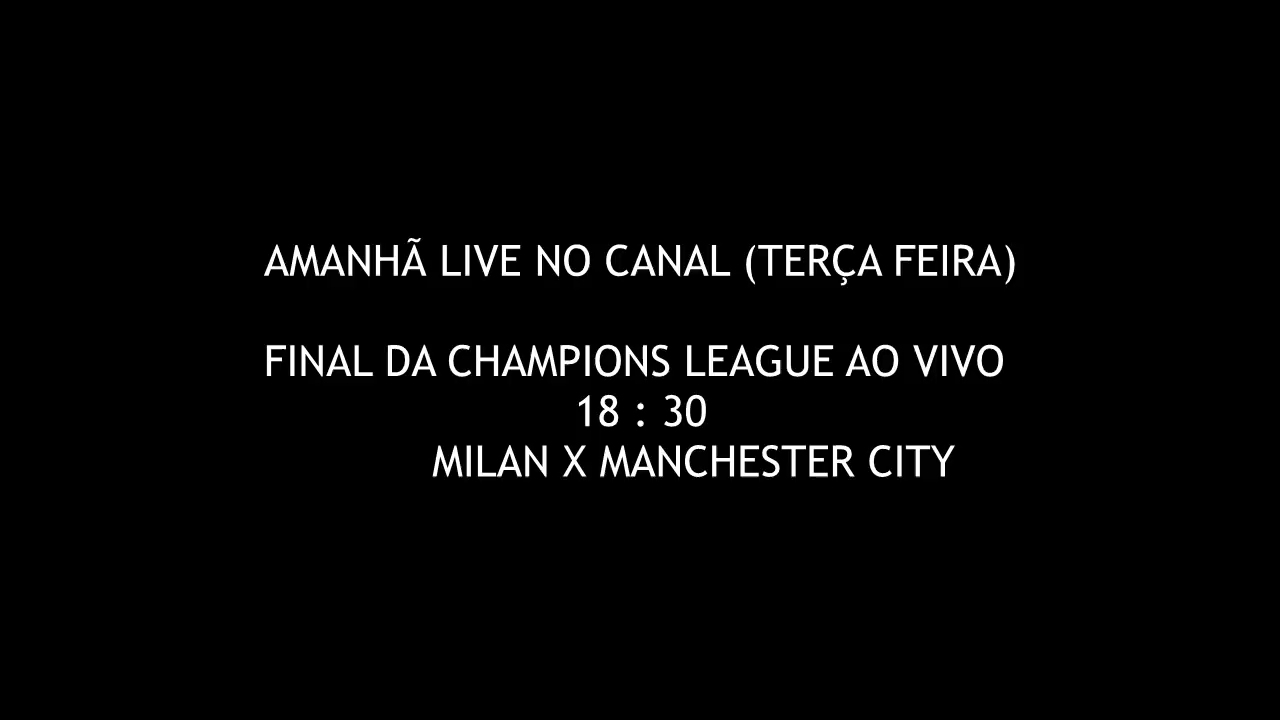 AMANHÃ LIVE NO CANAL (TERÇA FEIRA)
FINAL DA CHAMPIONS LEAGUE AO VIVO
18 : 30
MILAN X MANCHESTER CITY